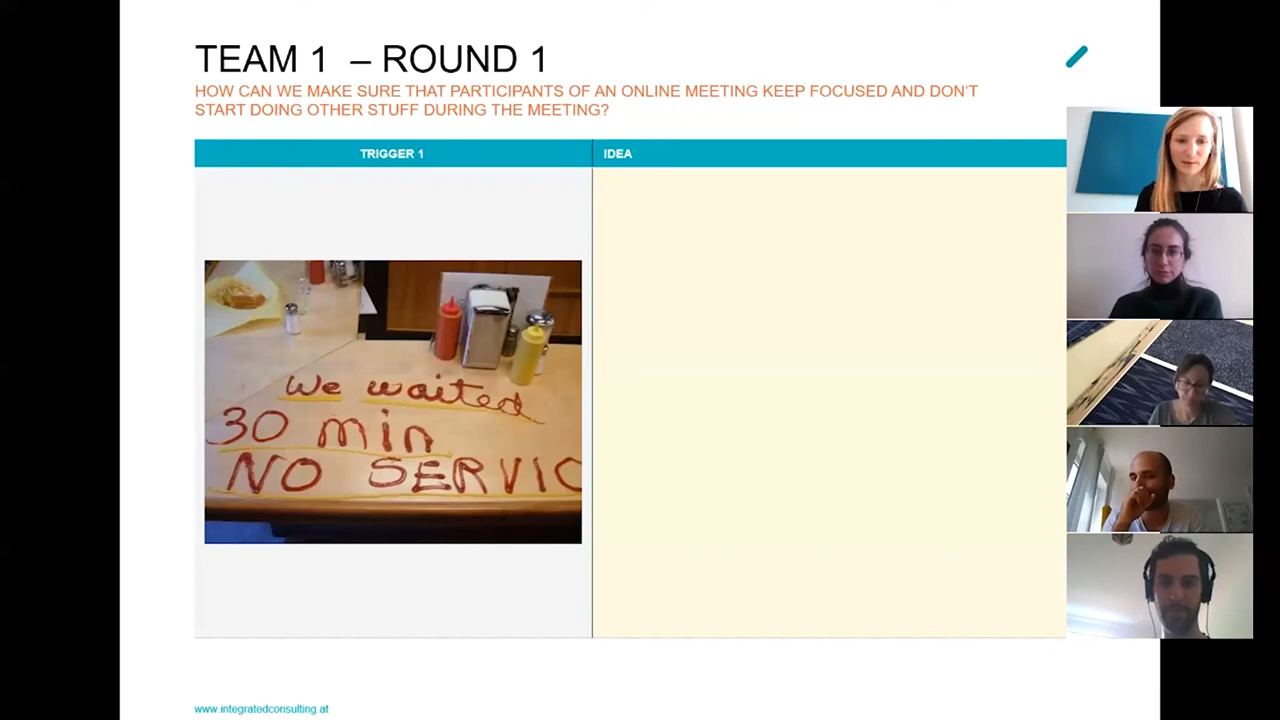 TEAM 1 – ROUND 1
HOW CAN WE MAKE SURE THAT PARTICIPANTS OF AN ONLINE MEETING KEEP FOCUSED AND DON'T
START DOING OTHER STUFF DURING THE MEETING?
TRIGGER 1
IDEA
We waited
30 min
NO SERVIC
www.integratedconsulting.at